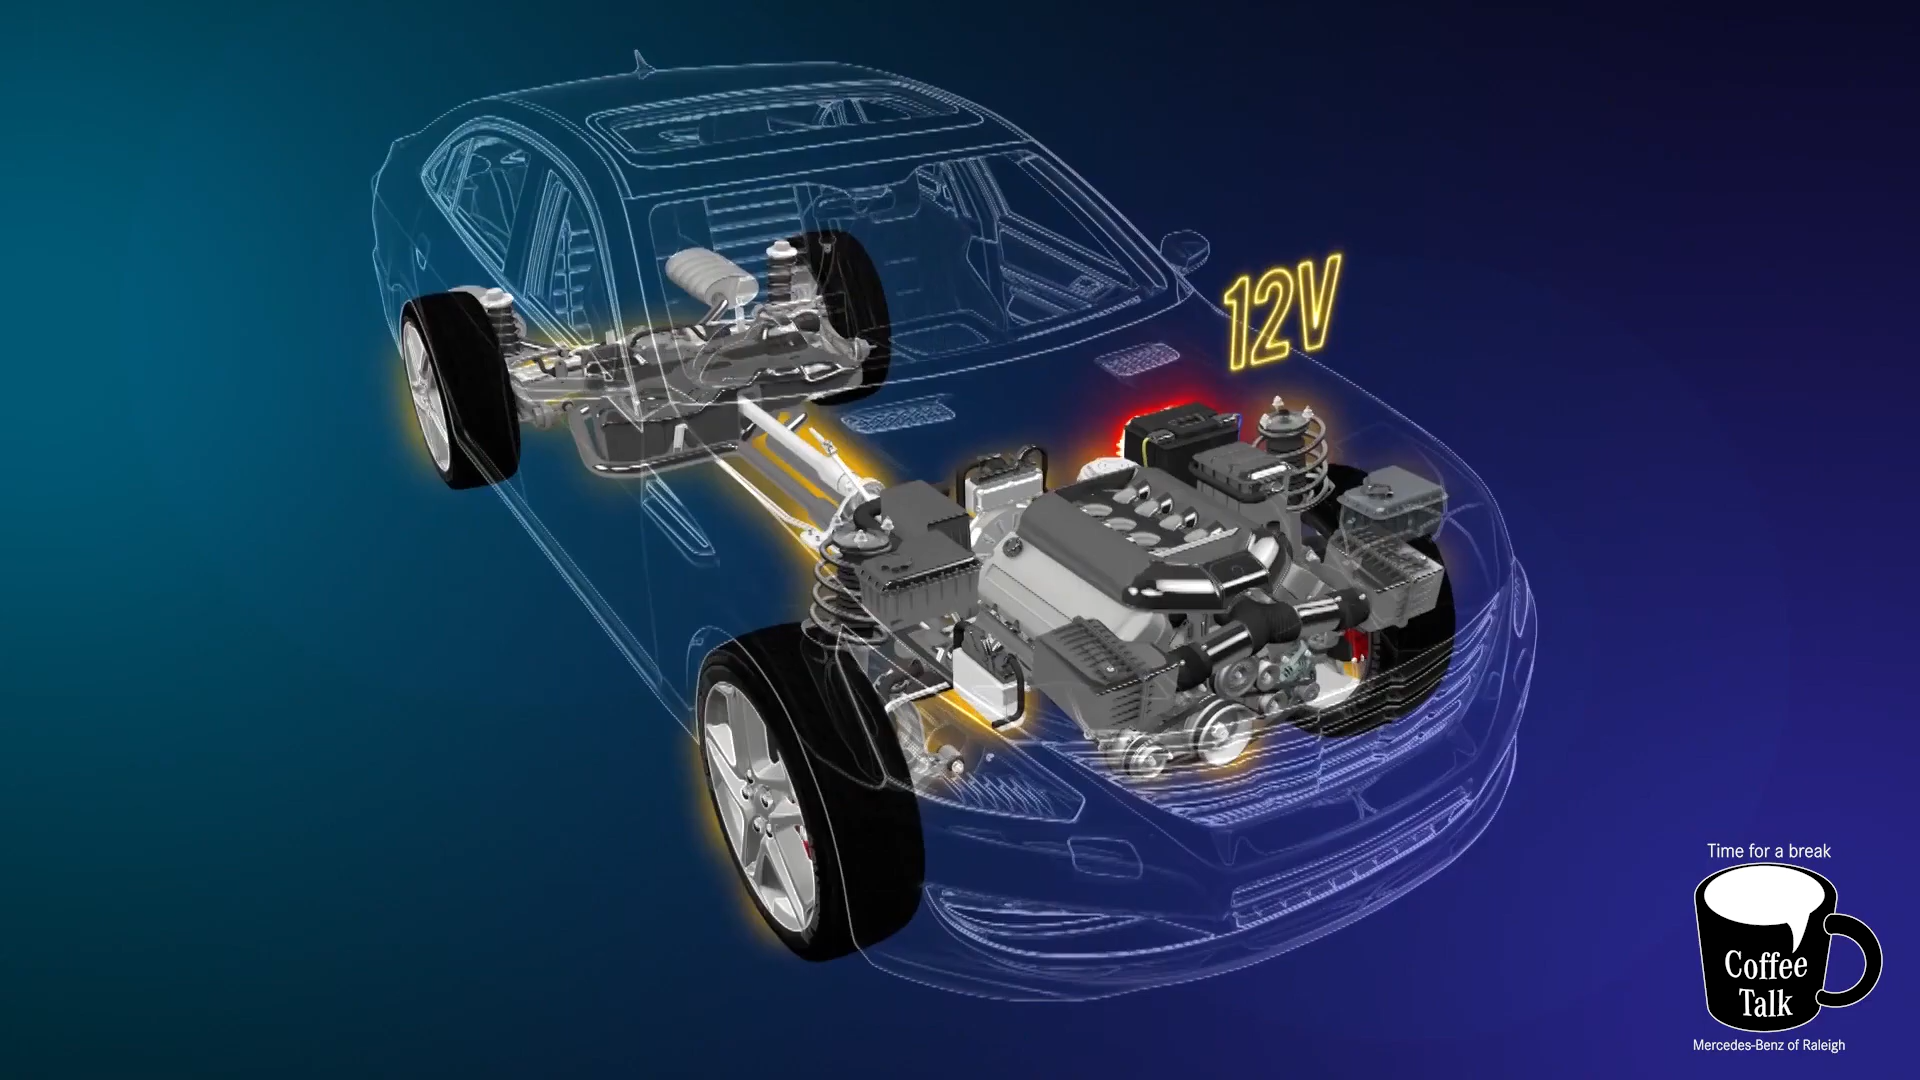 12V
Time for a break
Coffee
Talk
Mercedes-Benz of Raleigh